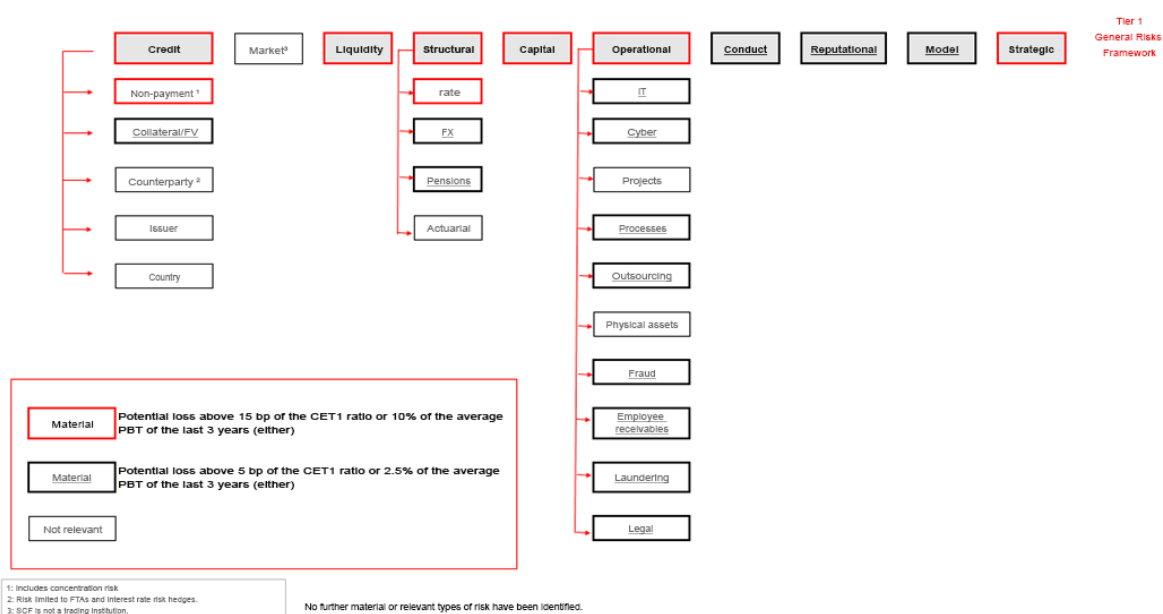 Tier 1
General Risks
Framework
Credit
Market³
Liquidity
Structural
Capital
Operational
Conduct
Reputational
Model
Strategic
Non-payment ¹
rate
IT
Collateral/FV
FX
Cyber
Counterparty ²
Pensions
Projects
Issuer
Actuarial
Processes
Country
Outsourcing
Physical assets
Fraud
Employee
receivables
Laundering
Legal
Material
Potential loss above 15 bp of the CET1 ratio or 10% of the average
PBT of the last 3 years (either)
Material
Potential loss above 5 bp of the CET1 ratio or 2.5% of the average
PBT of the last 3 years (either)
Not relevant
1: Includes concentration risk
2: Risk limited to FTAs and interest rate risk hedges.
3: SCF is not a trading institution.
No further material or relevant types of risk have been identified.